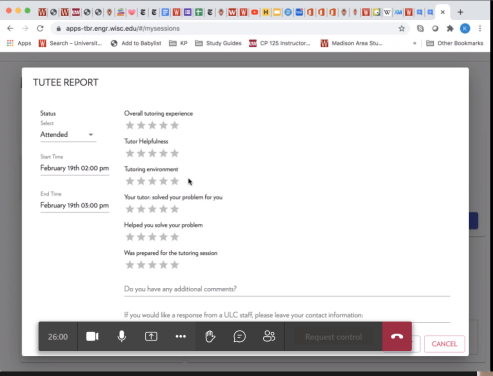 apps-tbr.engr.wisc.edu/#/mysessions
Apps
Search – Universit...
Add to Babylist
KP
Study Guides
CP 125 Instructor...
Madison Area Stu...
»
Other Bookmarks
TUTEE REPORT
Status
Select
Attended
Start Time
February 19th 02:00 pm
End Time
February 19th 03:00 pm
Overall tutoring experience
Tutor Helpfulness
Tutoring environment
Your tutor: solved your problem for you
Helped you solve your problem
Was prepared for the tutoring session
Do you have any additional comments?
If you would like a response from a ULC staff, please leave your contact information:
26:00
Request control
CANCEL